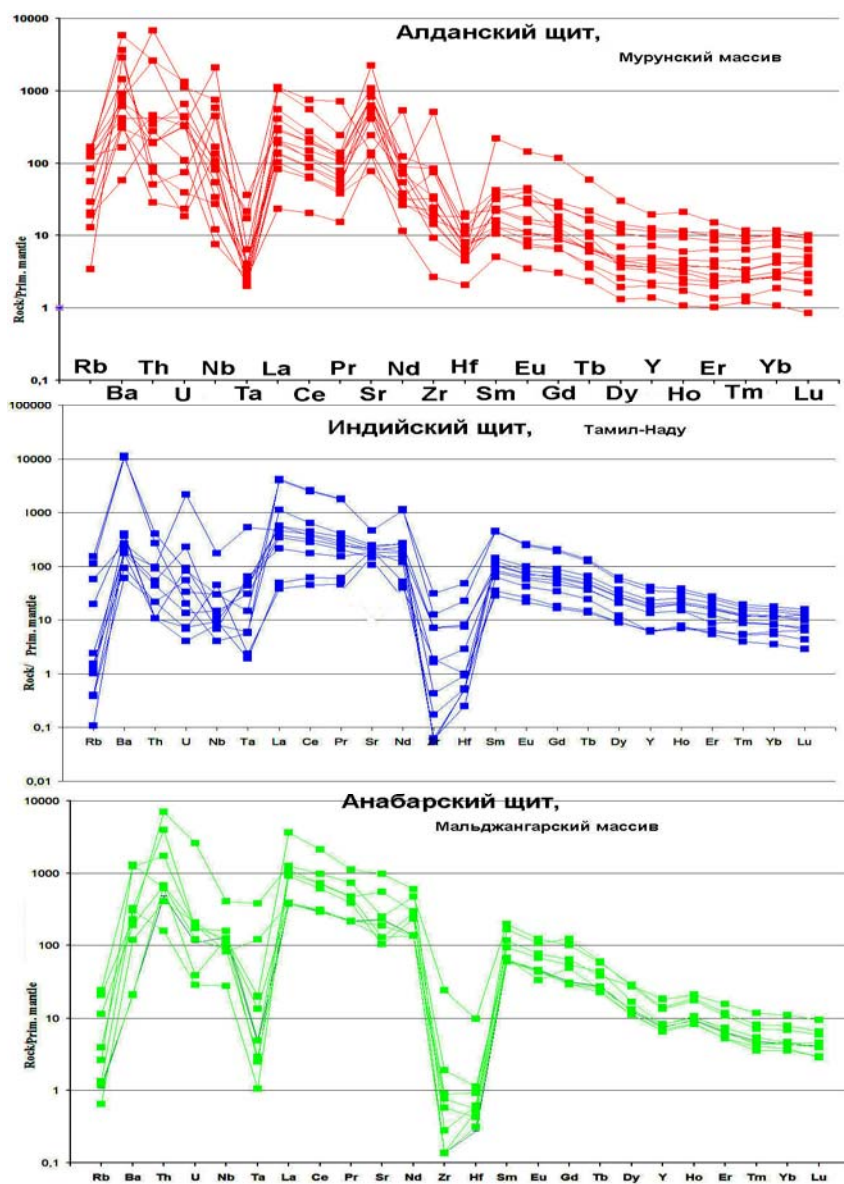 10000
Алданский щит,
Мурунский массив
1000
100
10
1
0,1
Rock/Prim. mantle
Rb Ba Th U Nb Ta La Ce Pr Sr Nd Zr Hf Sm Eu Gd Tb Dy Y Ho Er Tm Yb Lu
100000
Индийский щит, Тамил-Наду
10000
1000
100
10
1
0,1
0,01
Rock/ Prim. mantle
Rb Ba Th U Nb Ta La Ce Pr Sr Nd Zr Hf Sm Eu Gd Tb Dy Y Ho Er Tm Yb Lu
Анабарский щит,
10000
Мальджангарский массив
1000
100
10
1
0,1
Rock/Prim. mantle
Rb Ba Th U Nb Ta La Ce Pr Sr Nd Zr Hf Sm Eu Gd Tb Dy Y Ho Er Tm Yb Lu